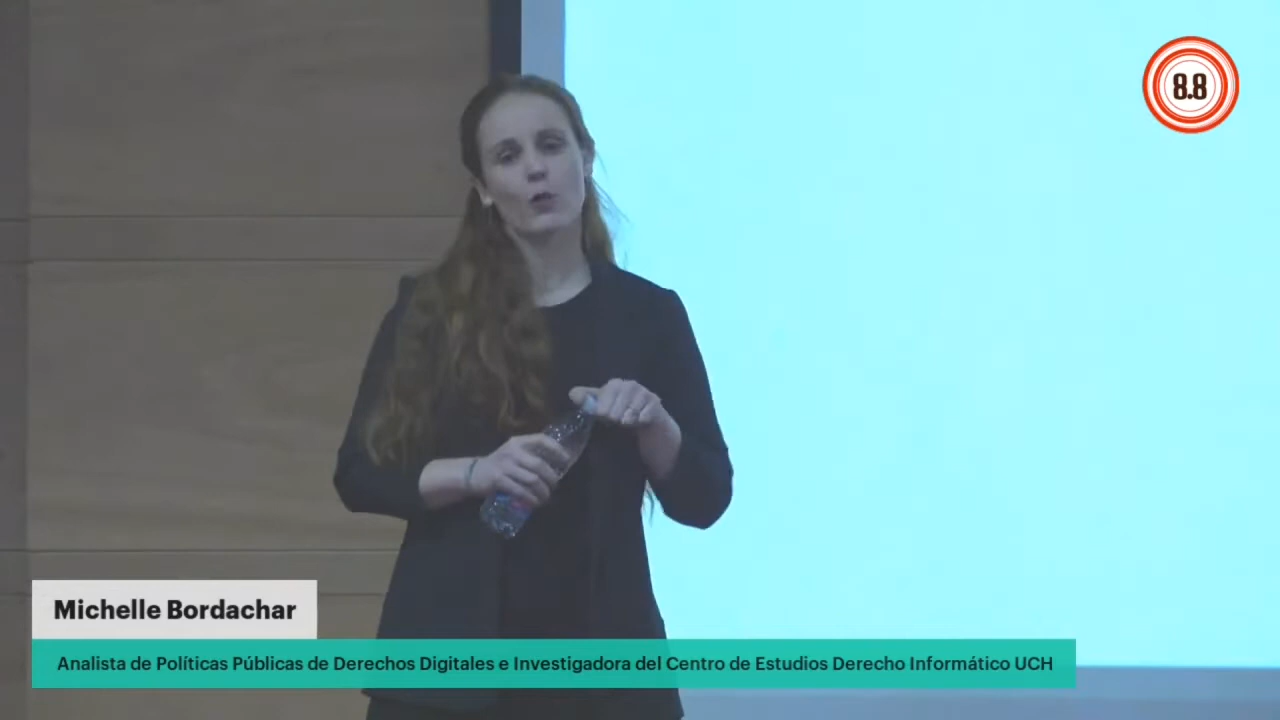 8.8
Michelle Bordachar
Analista de Políticas Públicas de Derechos Digitales e Investigadora del Centro de Estudios Derecho Informático UCH